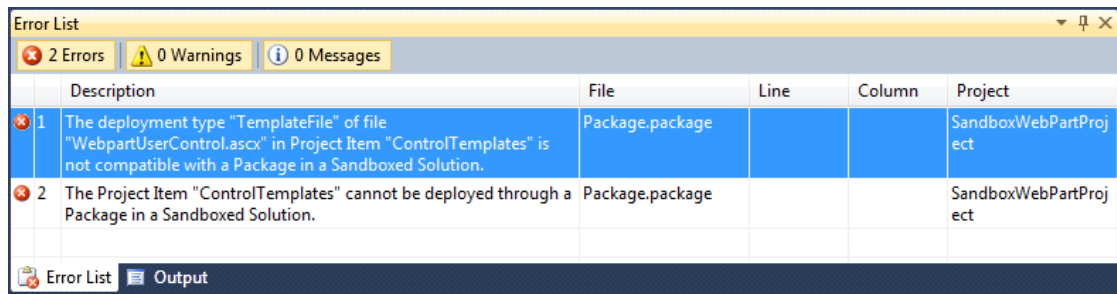 Error List
2 Errors 0 Warnings 0 Messages
Description File Line Column Project
1 The deployment type "TemplateFile" of file Package.package SandboxWebPartProj
"WebpartUserControl.ascx" in Project Item "ControlTemplates" is ect
not compatible with a Package in a Sandboxed Solution.
2 The Project Item "ControlTemplates" cannot be deployed through a Package.package SandboxWebPartProj
Package in a Sandboxed Solution. ect
Error List Output